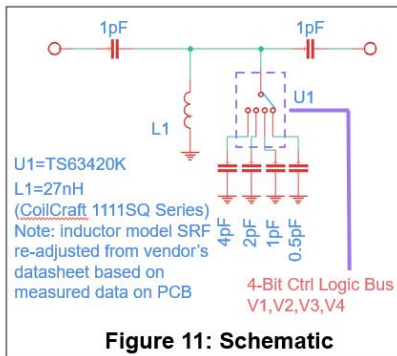 1pF
1pF
U1
L1
U1=TS63420K
L1=27nH
(CoilCraft 1111SQ Series)
Note: inductor model SRF
re-adjusted from vendor's
datasheet based on
measured data on PCB
4pF
2pF
1pF
0.5pF
4-Bit Ctrl Logic Bus
V1,V2,V3,V4
Figure 11: Schematic